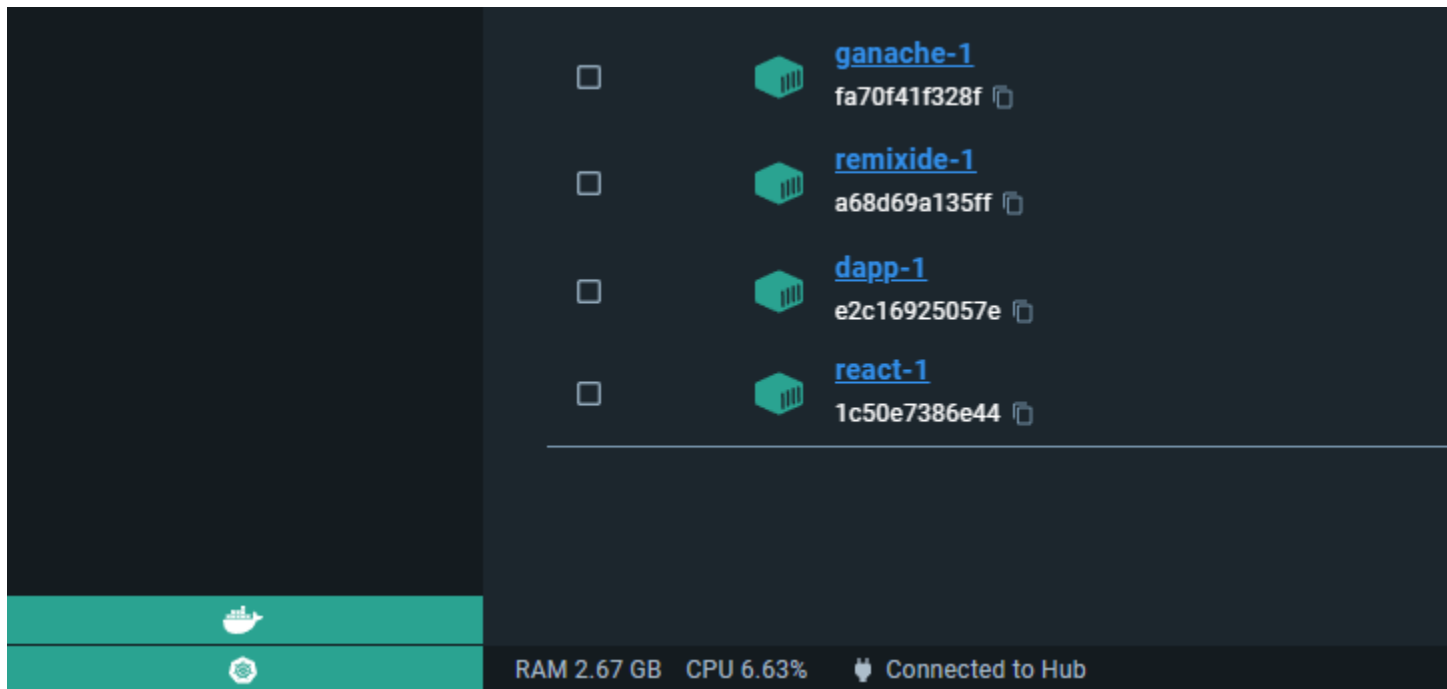 ganache-1
fa70f41f328f
remixide-1
a68d69a135ff
dapp-1
e2c16925057e
react-1
1c50e7386e44
RAM 2.67 GB CPU 6.63% Connected to Hub